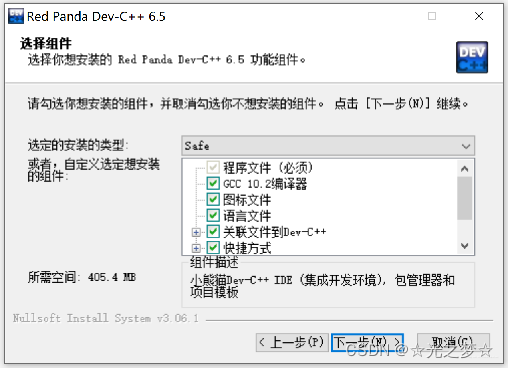 Red Panda Dev-C++ 6.5
选择组件
选择你想安装的 Red Panda Dev-C++ 6.5 功能组件。
DEV
C++
请勾选你想安装的组件，并取消勾选你不想安装的组件。 点击 [下一步(N)] 继续。
选定的安装的类型:
Safe
或者，自定义选定想安装
的组件:
程序文件 (必须)
GCC 10.2编译器
图标文件
语言文件
关联文件到Dev-C++
快捷方式
组件描述
小熊猫Dev-C++ IDE (集成开发环境)，包管理器和
项目模板
所需空间: 405.4 MB
Nullsoft Install System v3.06.1
< 上一步(P)
下一步(N) >
取消(C)
CSDN @☆光之梦☆